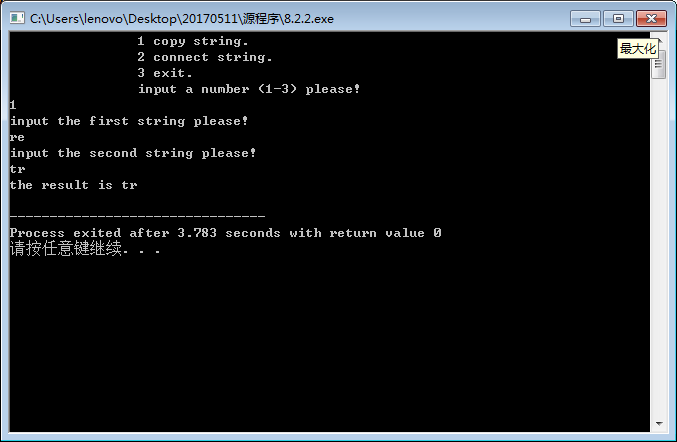 C:\Users\lenovo\Desktop\20170511\源程序\8.2.2.exe
最大化
1 copy string.
2 connect string.
3 exit.
input a number (1-3) please!
1
input the first string please!
re
input the second string please!
tr
the result is tr
--------------------------------
Process exited after 3.783 seconds with return value 0
请按任意键继续. . .